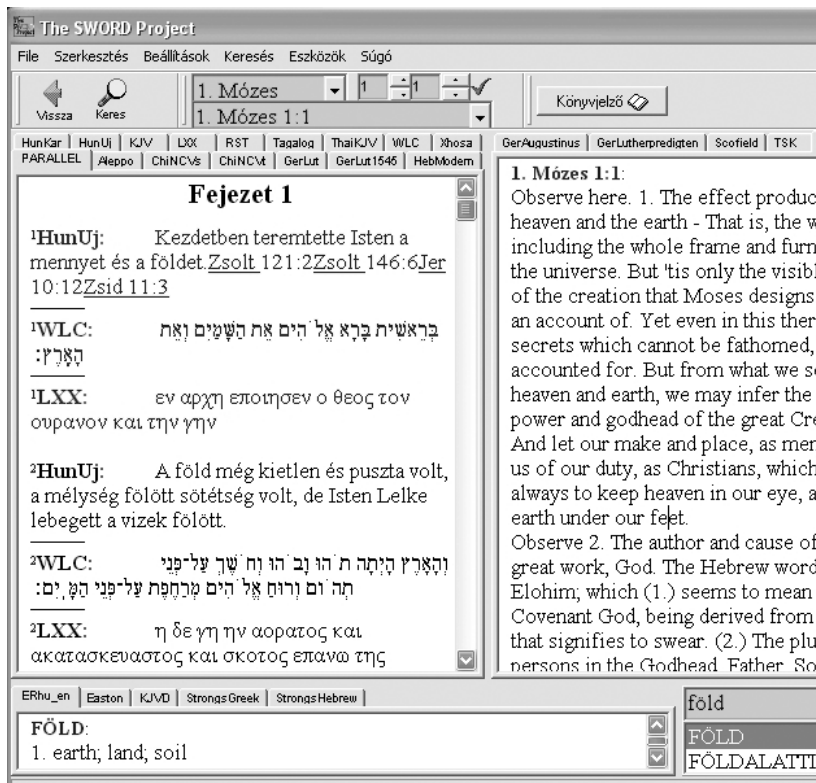 The SWORD Project
File Szerkesztés Beállítások Keresés Eszközök Súgó
Vissza Keres
1. Mózes 1 1
1. Mózes 1:1
Könyvjelző
HunKar HunUj KJV LXX RST Tagalog ThaiKJV WLC Xhosa
PARALLEL Aleppo ChiNCVs ChiNCVt GerLut GerLut1545 HebModern
Fejezet 1
¹HunUj: Kezdetben teremtette Isten a
mennyet és a földet.Zsolt 121:2Zsolt 146:6Jer
10:12Zsid 11:3
¹WLC: בְּרֵאשִׁית בָּרָא אֱלֹהִים אֵת הַשָּׁמַיִם וְאֵת
הָאָרֶץ׃
¹LXX: εν αρχη εποιησεν ο θεος τον
ουρανον και την γην
²HunUj: A föld még kietlen és puszta volt,
a mélység fölött sötétség volt, de Isten Lelke
lebegett a vizek fölött.
²WLC: וְהָאָרֶץ הָיְתָה תֹהוּ וָבֹהוּ וְחֹשֶׁךְ עַל־פְּנֵי
תְהֹום וְרוּחַ אֱלֹהִים מְרַחֶפֶת עַל־פְּנֵי הַמָּיִם׃
²LXX: η δε γη ην αορατος και
ακατασκευαστος και σκοτος επανω της
GerAugustinus GerLutherpredigten Scofield TSK
1. Mózes 1:1:
Observe here. 1. The effect produc
heaven and the earth - That is, the w
including the whole frame and furn
the universe. But 'tis only the visibl
of the creation that Moses designs
an account of. Yet even in this ther
secrets which cannot be fathomed,
accounted for. But from what we s
heaven and earth, we may infer the
power and godhead of the great Cre
And let our make and place, as mer
us of our duty, as Christians, which
always to keep heaven in our eye, a
earth under our feet.
Observe 2. The author and cause of
great work, God. The Hebrew word
Elohim; which (1.) seems to mean
Covenant God, being derived from
that signifies to swear. (2.) The plu
persons in the Godhead, Father, So
ERhu_en Easton KJVD StrongsGreek StrongsHebrew
FÖLD:
1. earth; land; soil
föld
FÖLD
FÖLDALATTI